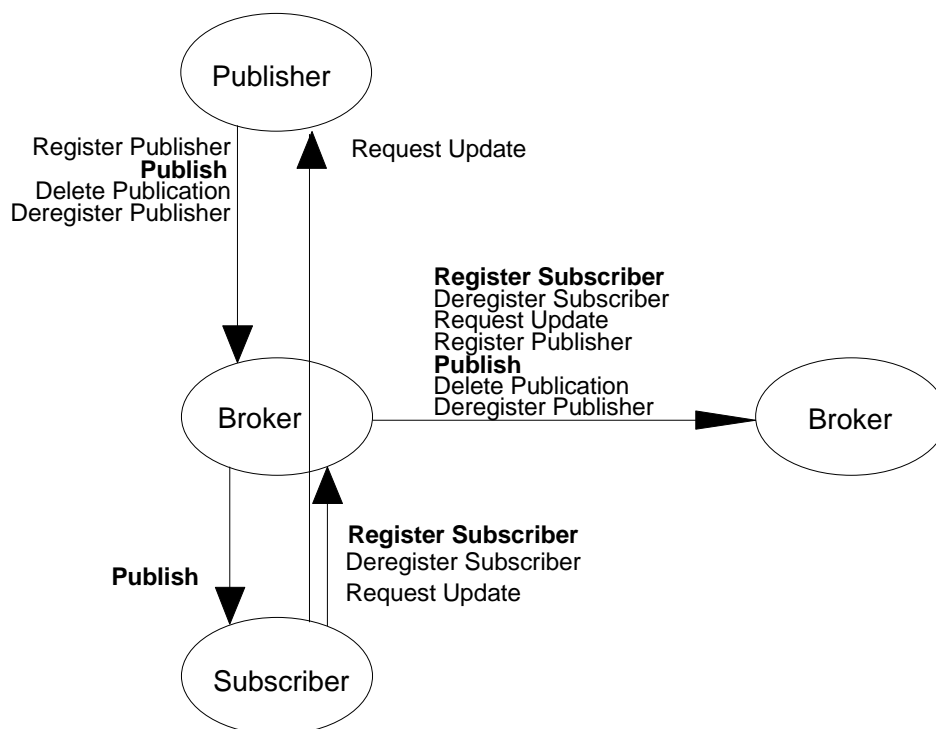 Publisher
Register Publisher
Publish
Delete Publication
Deregister Publisher
Request Update
Register Subscriber
Deregister Subscriber
Request Update
Register Publisher
Publish
Delete Publication
Deregister Publisher
Broker
Broker
Publish
Register Subscriber
Deregister Subscriber
Request Update
Subscriber